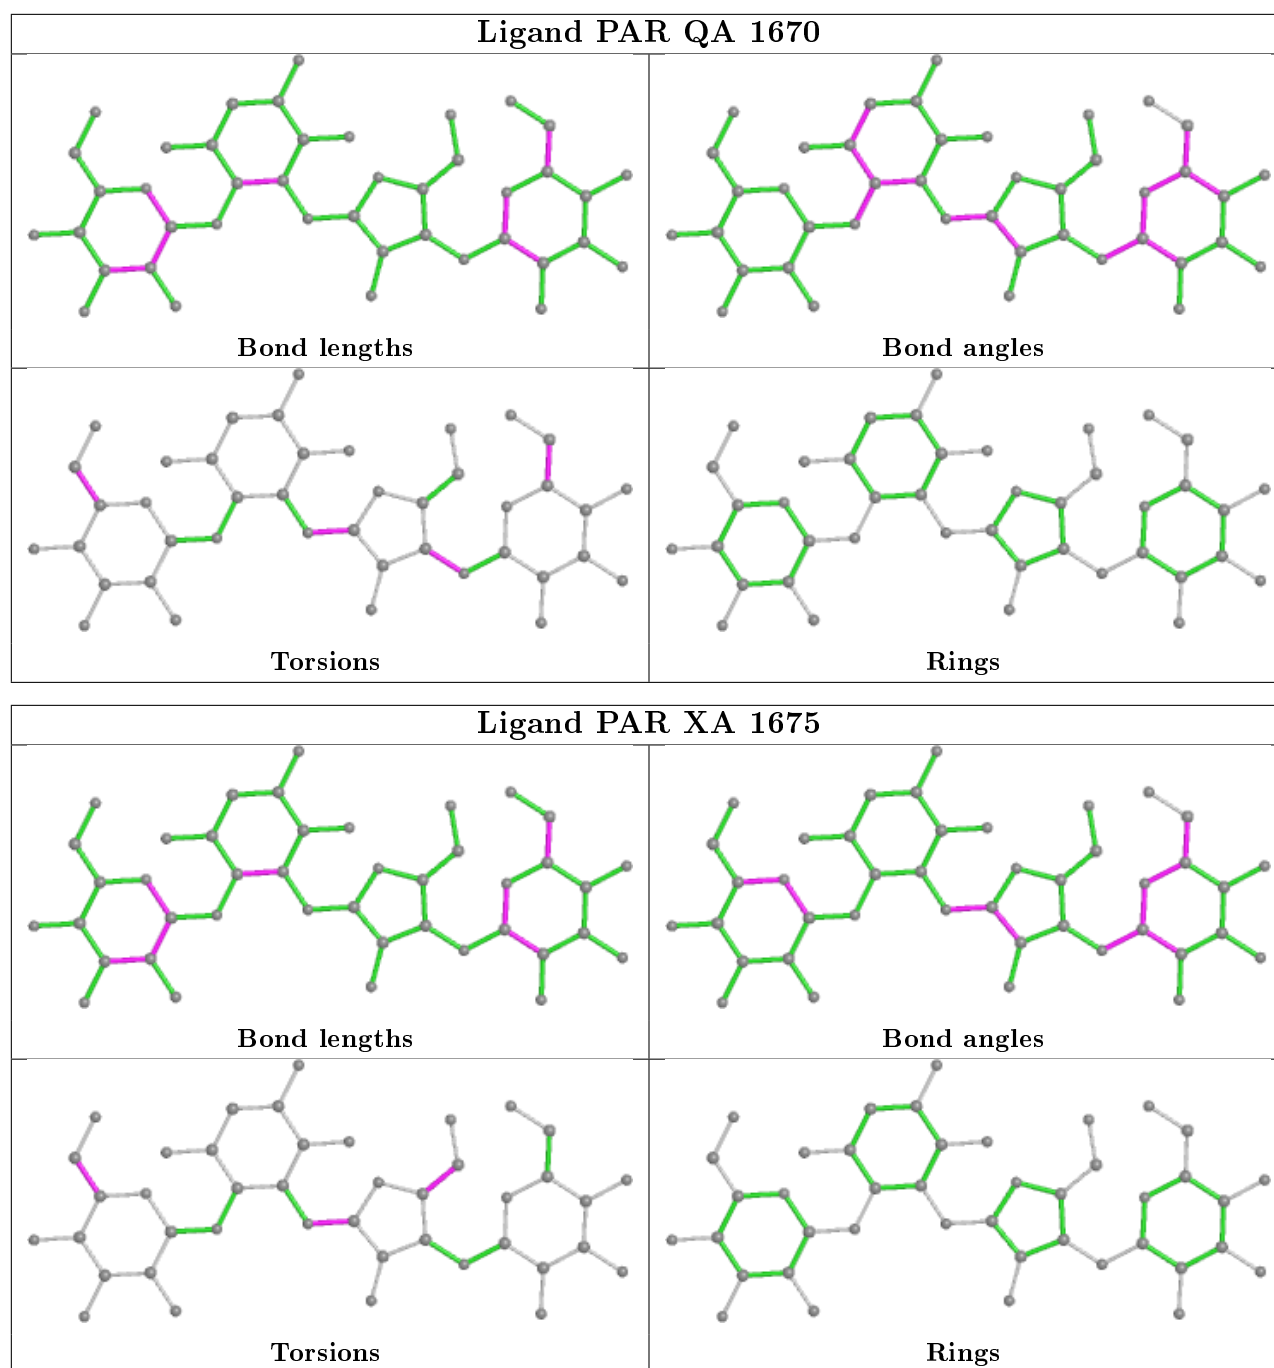 Ligand PAR QA 1670
Bond lengths
Bond angles
Torsions
Rings
Ligand PAR XA 1675
Bond lengths
Bond angles
Torsions
Rings